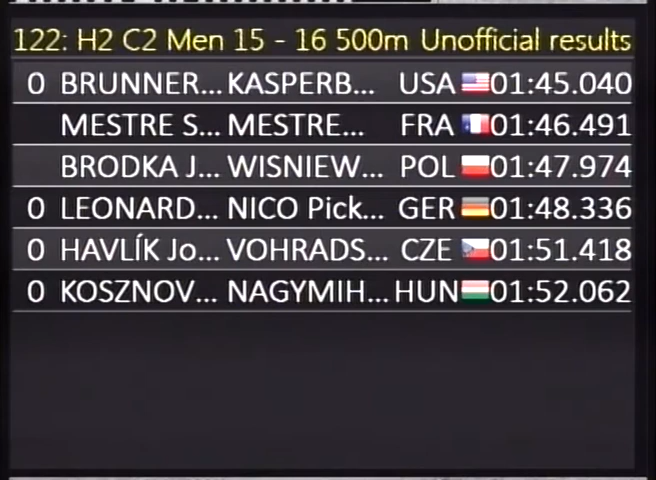 122: H2 C2 Men 15 - 16 500m Unofficial results
0 BRUNNER... KASPERB... USA 01:45.040
MESTRE S... MESTRE... FRA 01:46.491
BRODKA J... WISNIEW... POL 01:47.974
0 LEONARD... NICO Pick... GER 01:48.336
0 HAVLÍK Jo... VOHRADS... CZE 01:51.418
0 KOSZNOV... NAGYMIH... HUN 01:52.062